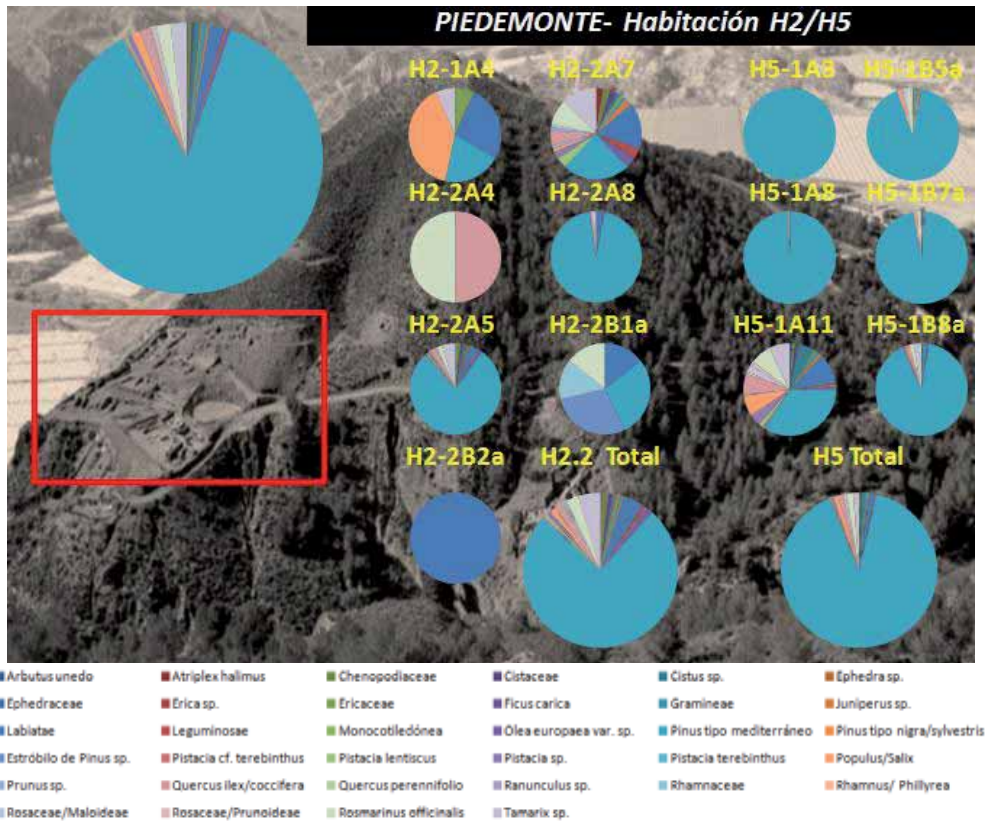 PIEDEMONTE- Habitación H2/H5
H2-1A4 H2-2A7 H5-1A3 H5-1B5a
H2-2A4 H2-2A8 H5-1A8 H5-1B7a
H2-2A5 H2-2B1a H5-1A11 H5-1B8a
H2-2B2a H2.2 Total H5 Total
Arbutus unedo Atriplex halimus Chenopodiaceae Cistaceae Cistus sp. Ephedra sp.
Ephedraceae Erica sp. Ericaceae Ficus carica Gramineae Juniperus sp.
Labiatae Leguminosae Monocotiledónea Olea europaea var. sp. Pinus tipo mediterráneo Pinus tipo nigra/sylvestris
Estróbilo de Pinus sp. Pistacia cf. terebinthus Pistacia lentiscus Pistacia sp. Pistacia terebinthus Populus/Salix
Prunus sp. Quercus ilex/coccifera Quercus perennifolio Ranunculus sp. Rhamnaceae Rhamnus/ Phillyrea
Rosaceae/Maloideae Rosaceae/Prunoideae Rosmarinus officinalis Tamarix sp.